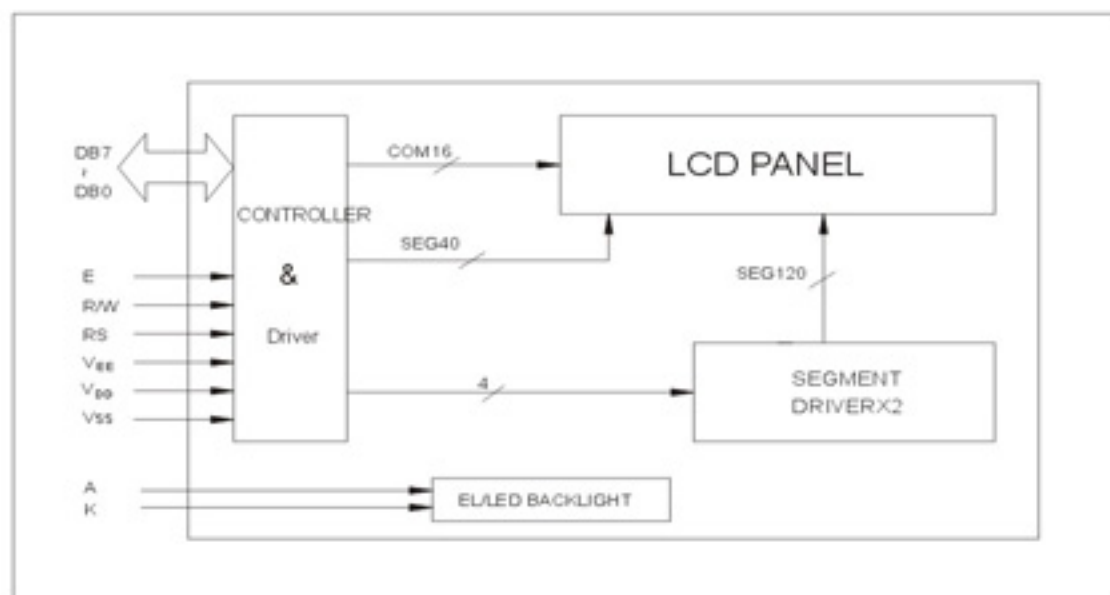 DB7
r
DB0
E
R/W
RS
VEE
VDD
VSS
A
K
CONTROLLER
&
Driver
COM16
SEG40
4
LCD PANEL
SEG120
SEGMENT
DRIVERX2
EL/LED BACKLIGHT